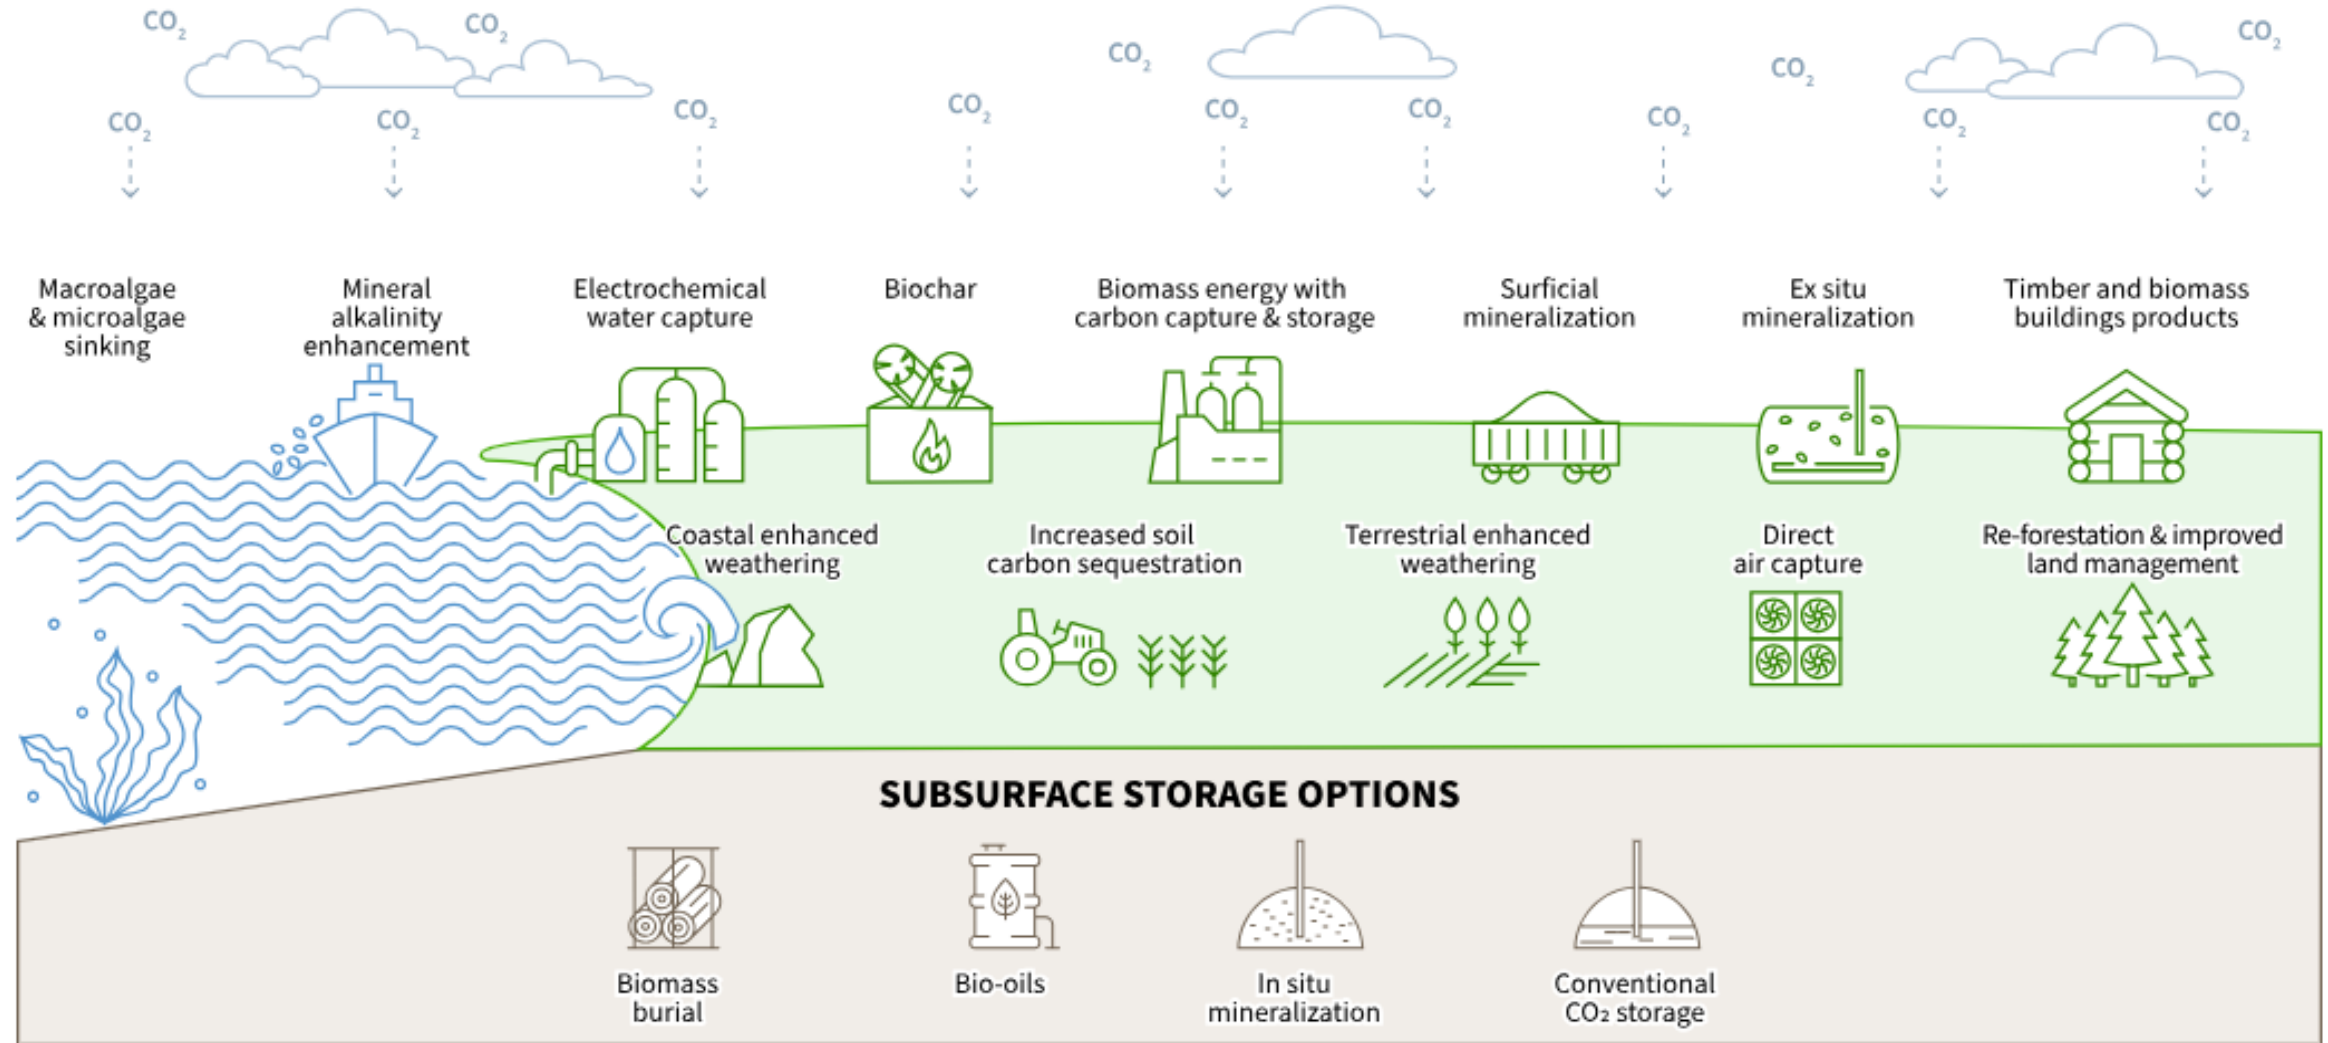 CO2
CO2
CO2
CO2
CO2
CO2
CO2
CO2
CO2
CO2
CO2
CO2
CO2
CO2
Macroalgae
& microalgae
sinking
Mineral
alkalinity
enhancement
Electrochemical
water capture
Biochar
Biomass energy with
carbon capture & storage
Surficial
mineralization
Ex situ
mineralization
Timber and biomass
buildings products
Coastal enhanced
weathering
Increased soil
carbon sequestration
Terrestrial enhanced
weathering
Direct
air capture
Re-forestation & improved
land management
SUBSURFACE STORAGE OPTIONS
Biomass
burial
Bio-oils
In situ
mineralization
Conventional
CO₂ storage